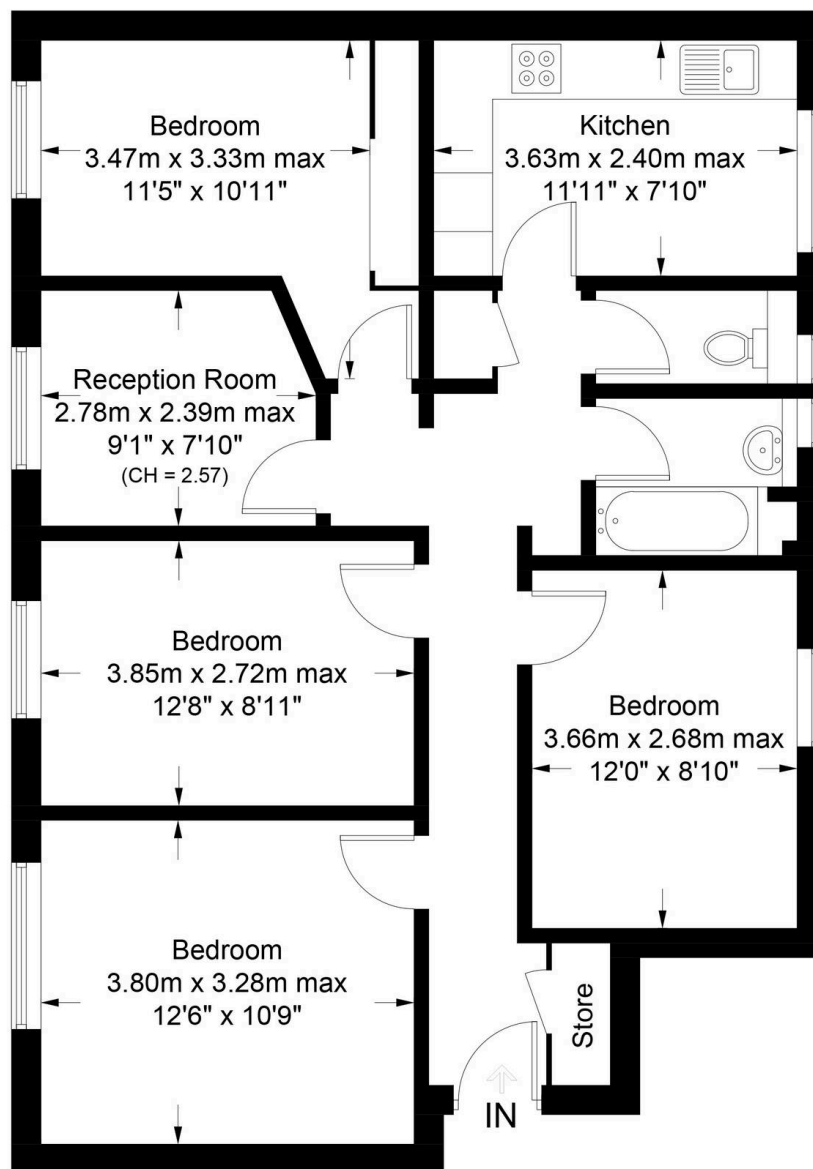 Bedroom
3.47m x 3.33m max
11'5" x 10'11"
Kitchen
3.63m x 2.40m max
11'11" x 7'10"
Reception Room
2.78m x 2.39m max
9'1" x 7'10"
(CH = 2.57)
Bedroom
3.85m x 2.72m max
12'8" x 8'11"
Bedroom
3.66m x 2.68m max
12'0" x 8'10"
Bedroom
3.80m x 3.28m max
12'6" x 10'9"
Store
IN